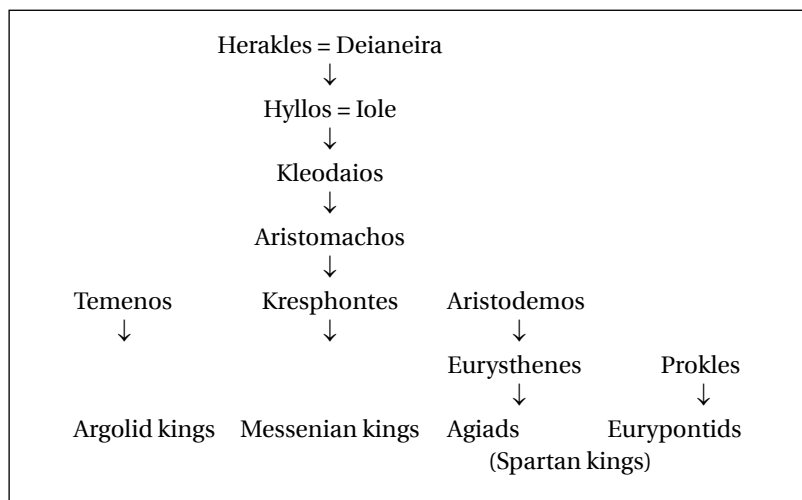 Herakles = Deianeira
↓
Hyllos = Iole
↓
Kleodaios
↓
Aristomachos
↓
Temenos Kresphontes Aristodemos
↓ ↓ ↓
Eurysthenes Prokles
↓ ↓
Argolid kings Messenian kings Agiads Eurypontids
(Spartan kings)